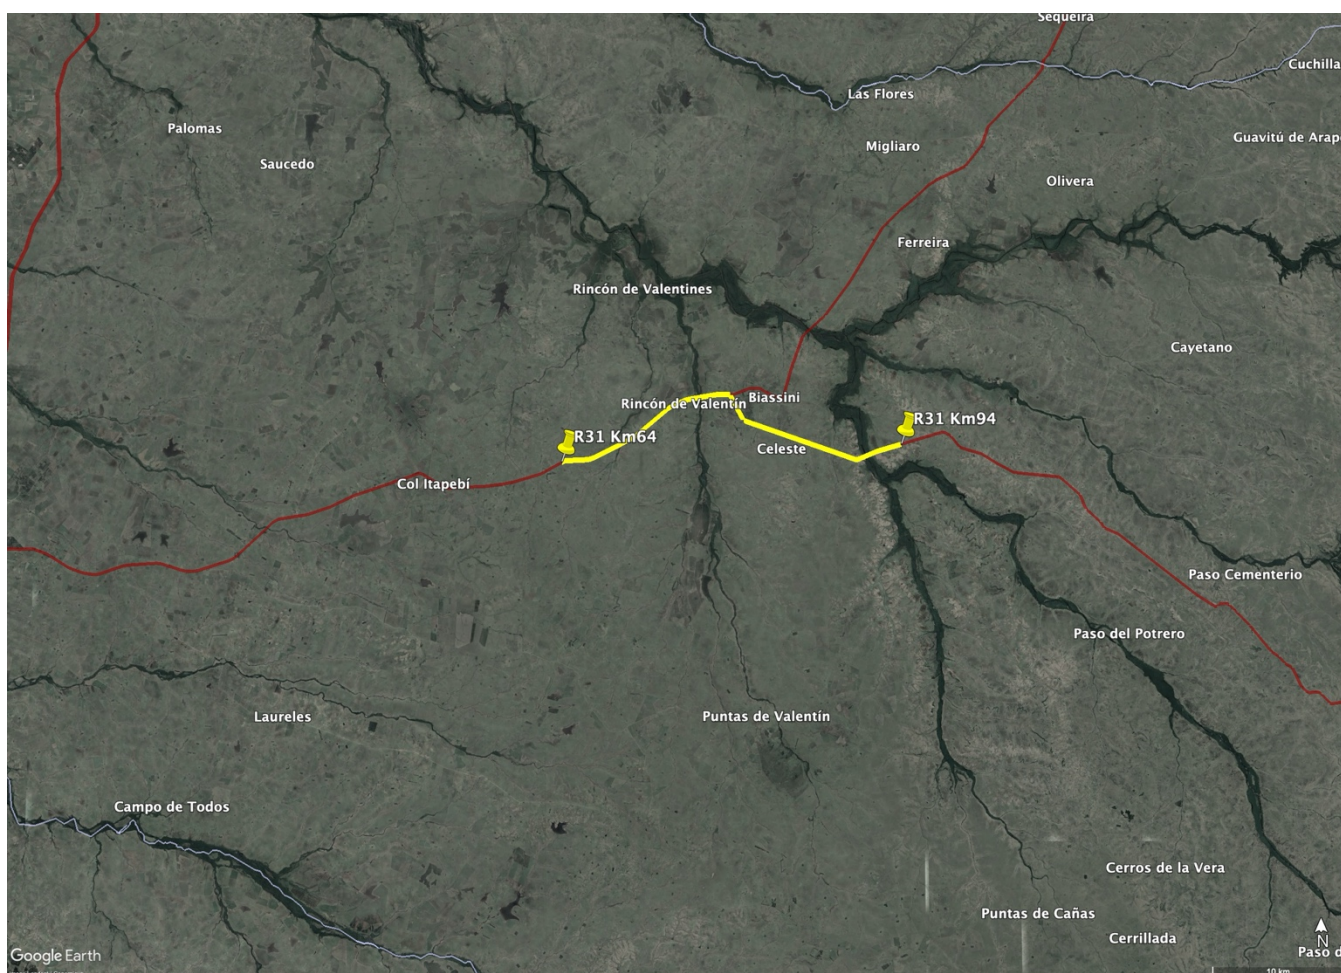 Sequeira
Cuchilla
Las Flores
Palomas
Guavitú de Arap
Migliaro
Saucedo
Olivera
Ferreira
Rincón de Valentines
Cayetano
Biassini
Rincón de Valentín
R31 Km94
R31 Km64
Celeste
Col Itapebí
Paso Cementerio
Paso del Potrero
Laureles
Puntas de Valentín
Campo de Todos
Cerros de la Vera
Puntas de Cañas
Cerrillada
N
Paso d
Google Earth
10 km